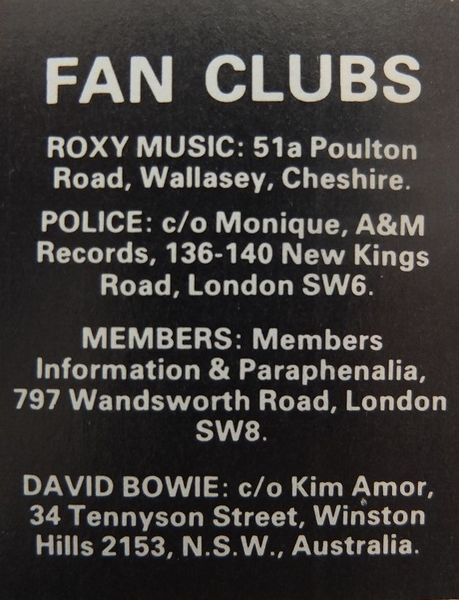 FAN CLUBS
ROXY MUSIC: 51a Poulton
Road, Wallasey, Cheshire.
POLICE: c/o Monique, A&M
Records, 136-140 New Kings
Road, London SW6.
MEMBERS: Members
Information & Paraphenalia,
797 Wandsworth Road, London
SW8.
DAVID BOWIE: c/o Kim Amor,
34 Tennyson Street, Winston
Hills 2153, N.S.W., Australia.